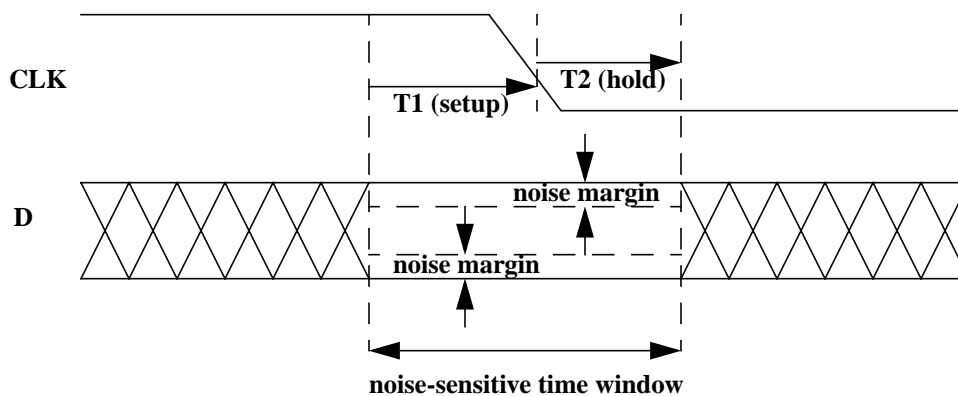 CLK
T1 (setup)
T2 (hold)
D
noise margin
noise margin
noise-sensitive time window